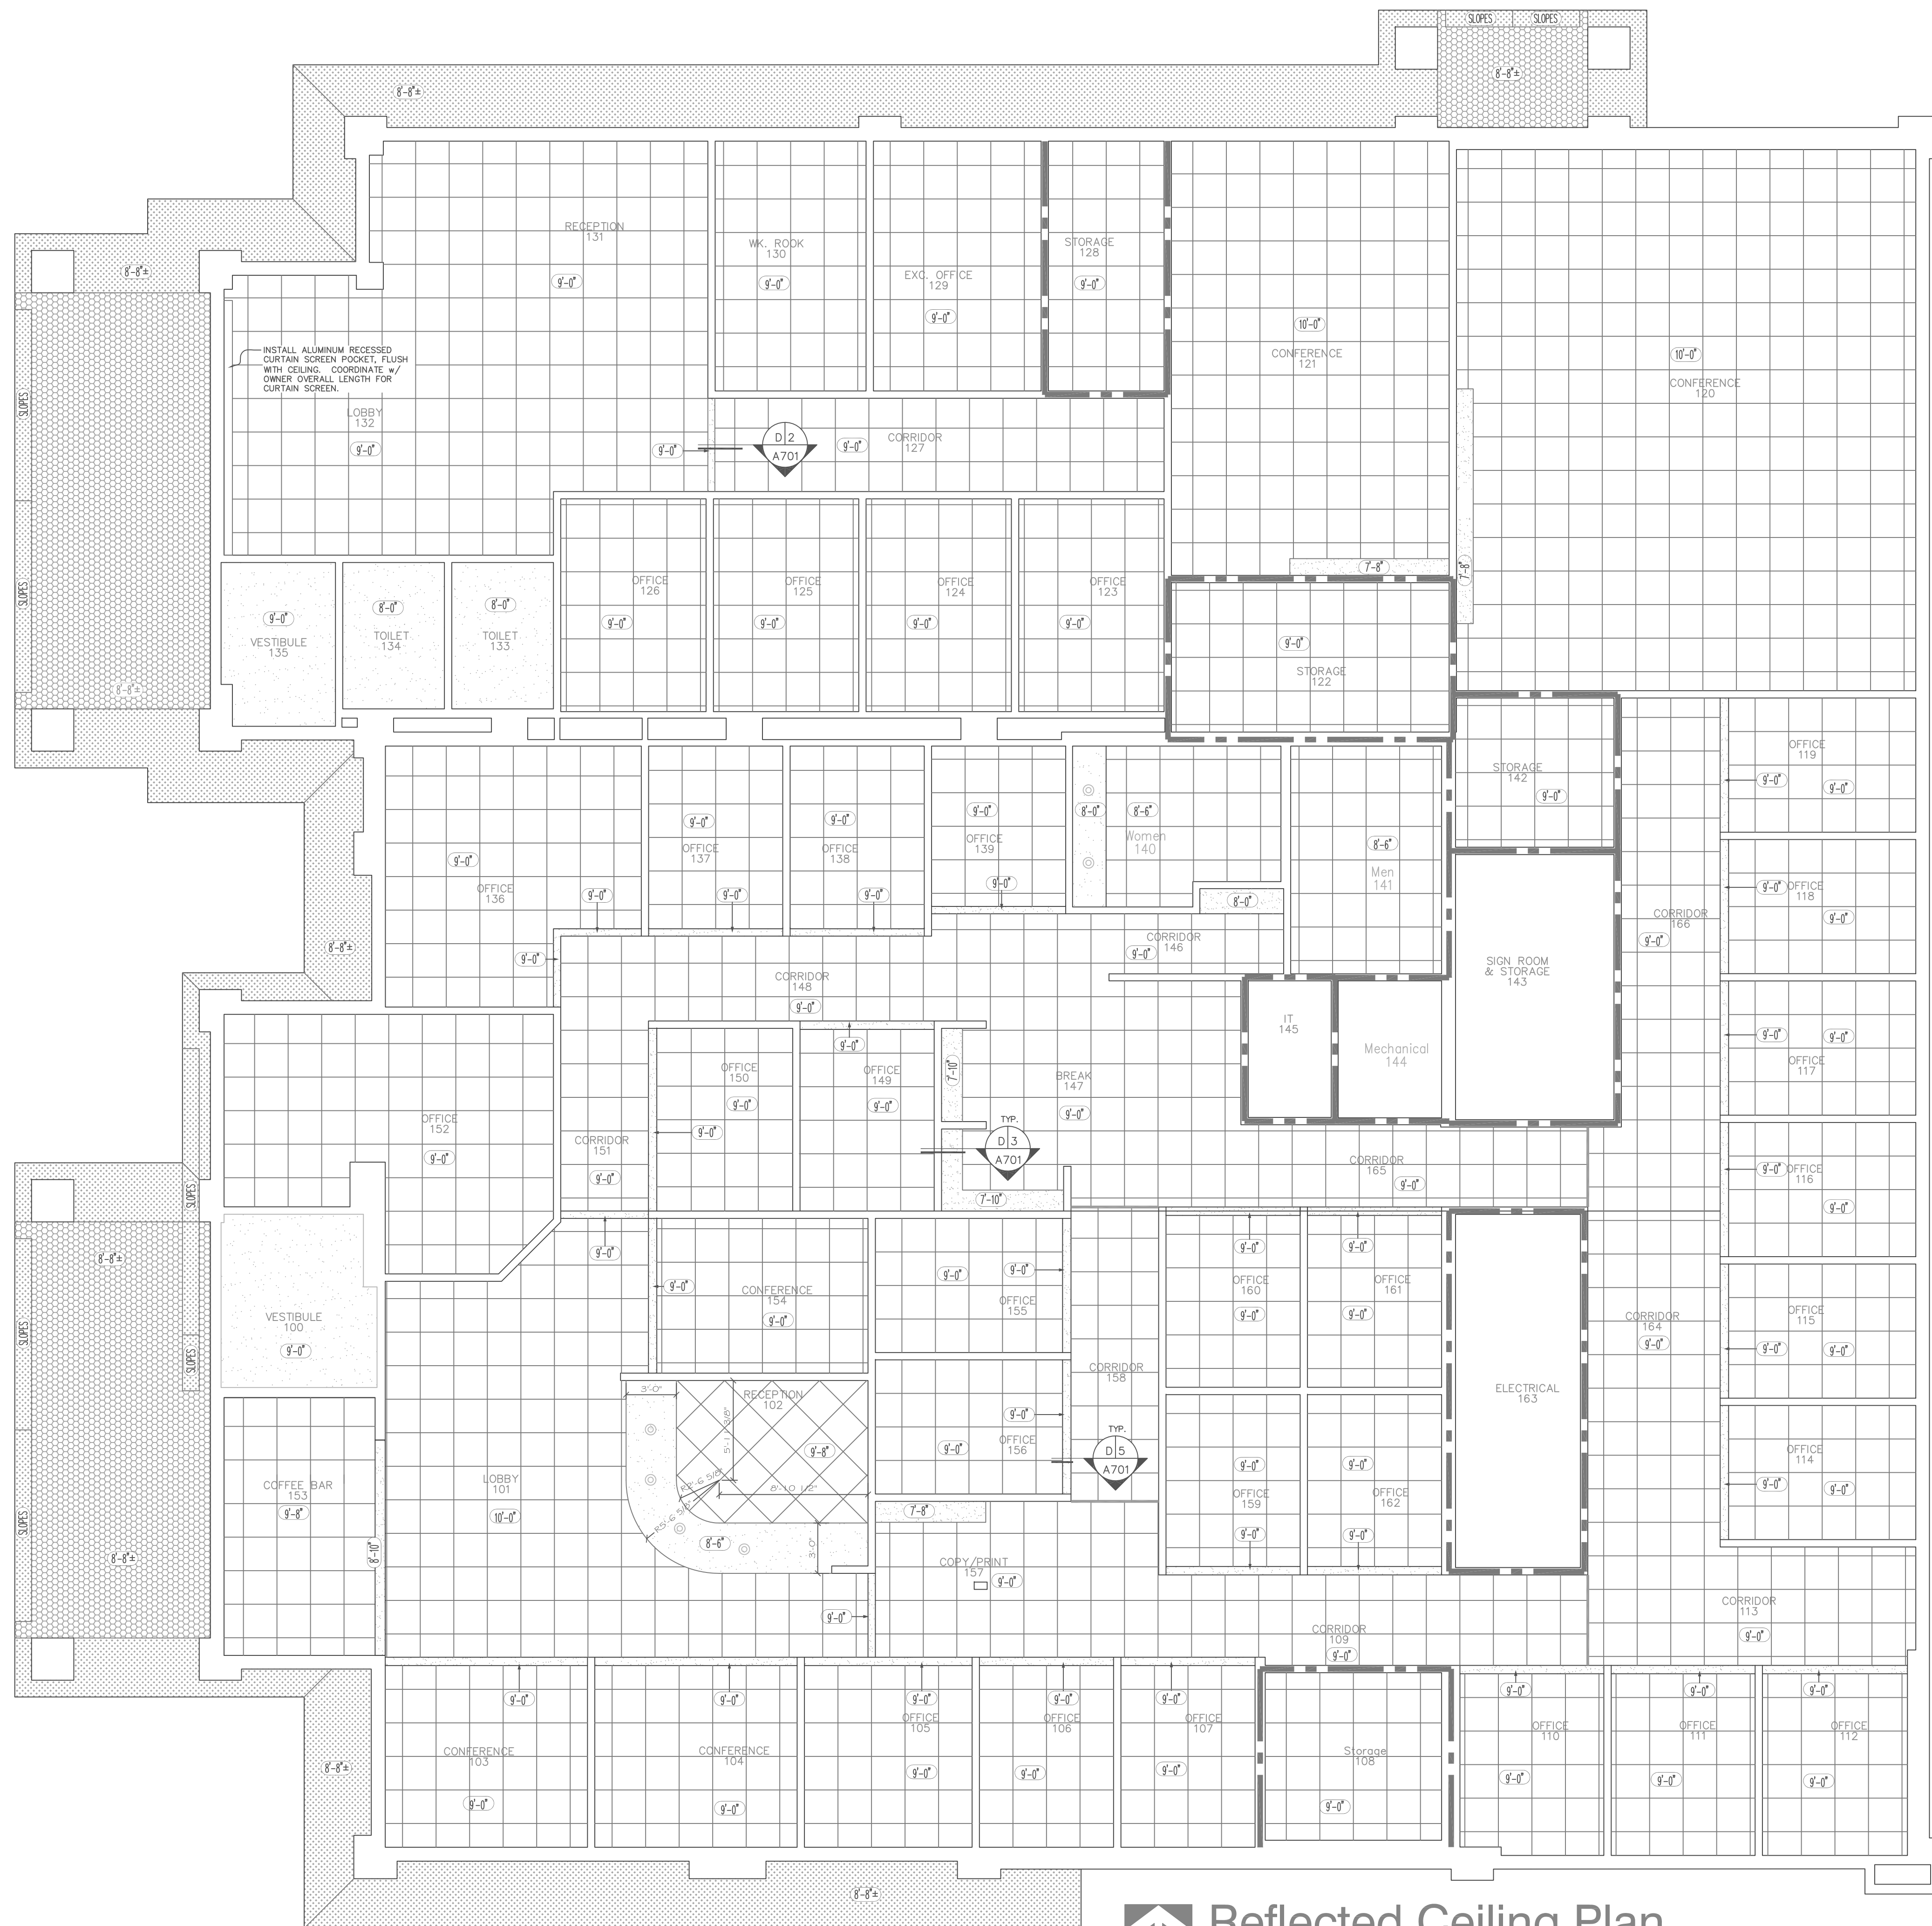 SLOPES
SLOPES
8'-8"±
8'-8"±
RECEPTION
131
9'-0"
WK. ROOK
130
9'-0"
EXC. OFFICE
129
9'-0"
STORAGE
128
9'-0"
10'-0"
CONFERENCE
121
10'-0"
CONFERENCE
120
8'-8"±
INSTALL ALUMINUM RECESSED
CURTAIN SCREEN POCKET, FLUSH
WITH CEILING. COORDINATE w/
OWNER OVERALL LENGTH FOR
CURTAIN SCREEN.
SLOPES
LOBBY
132
9'-0"
9'-0"
D 2
A701
9'-0"
CORRIDOR
127
7'-8"
7'-8"
SLOPES
9'-0"
VESTIBULE
135
8'-0"
TOILET
134
8'-0"
TOILET
133
OFFICE
126
9'-0"
OFFICE
125
9'-0"
OFFICE
124
9'-0"
OFFICE
123
9'-0"
9'-0"
STORAGE
122
8'-8"±
9'-0"
OFFICE
136
9'-0"
9'-0"
9'-0"
OFFICE
137
9'-0"
9'-0"
OFFICE
138
9'-0"
9'-0"
OFFICE
139
9'-0"
8'-0"
8'-6"
Women
140
8'-0"
8'-6"
Men
141
STORAGE
142
9'-0"
OFFICE
119
9'-0"
9'-0"
9'-0"
OFFICE
118
9'-0"
CORRIDOR
166
9'-0"
8'-8"±
CORRIDOR
146
9'-0"
CORRIDOR
148
9'-0"
SIGN ROOM
& STORAGE
143
IT
145
Mechanical
144
9'-0"
9'-0"
OFFICE
117
OFFICE
150
9'-0"
9'-0"
9'-0"
OFFICE
149
9'-0"
7'-10"
BREAK
147
9'-0"
OFFICE
152
9'-0"
CORRIDOR
151
9'-0"
TYP.
D 3
A701
7'-10"
CORRIDOR
165
9'-0"
9'-0"
OFFICE
116
9'-0"
SLOPES
8'-8"±
9'-0"
9'-0"
CONFERENCE
154
9'-0"
9'-0"
9'-0"
OFFICE
155
9'-0"
OFFICE
160
9'-0"
9'-0"
OFFICE
161
9'-0"
CORRIDOR
164
9'-0"
OFFICE
115
9'-0"
9'-0"
SLOPES
SLOPES
VESTIBULE
100
9'-0"
CORRIDOR
158
3'-0"
RECEPTION
102
5'-11 3/8"
9'-8"
R2'-6 5/8"
8'-10 1/2"
R5'-6 5/8"
8'-6"
3'-0"
9'-0"
9'-0"
OFFICE
156
TYP.
D 5
A701
9'-0"
OFFICE
159
9'-0"
9'-0"
OFFICE
162
9'-0"
ELECTRICAL
163
OFFICE
114
9'-0"
9'-0"
SLOPES
8'-8"±
COFFEE BAR
153
9'-8"
8'-10"
LOBBY
101
10'-0"
7'-8"
COPY/PRINT
157
9'-0"
9'-0"
CORRIDOR
109
9'-0"
CORRIDOR
113
9'-0"
8'-8"±
9'-0"
CONFERENCE
103
9'-0"
9'-0"
CONFERENCE
104
9'-0"
9'-0"
OFFICE
105
9'-0"
9'-0"
OFFICE
106
9'-0"
9'-0"
OFFICE
107
9'-0"
Storage
108
9'-0"
9'-0"
OFFICE
110
9'-0"
9'-0"
OFFICE
111
9'-0"
9'-0"
OFFICE
112
9'-0"
8'-8"±
Reflected Ceiling Plan